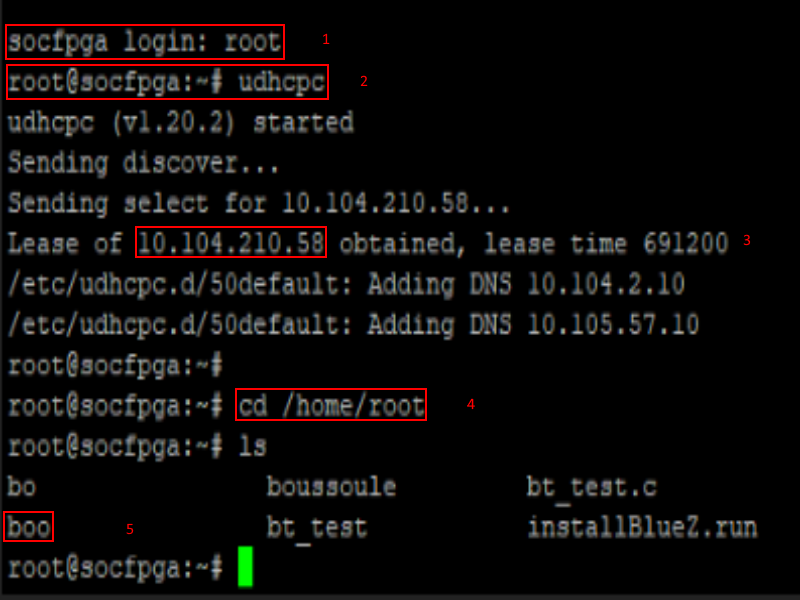 socfpga login: root 1
root@socfpga:~# udhcpc 2
udhcpc (v1.20.2) started
Sending discover...
Sending select for 10.104.210.58...
Lease of 10.104.210.58 obtained, lease time 691200 3
/etc/udhcpc.d/50default: Adding DNS 10.104.2.10
/etc/udhcpc.d/50default: Adding DNS 10.105.57.10
root@socfpga:~#
root@socfpga:~# cd /home/root 4
root@socfpga:~# ls
bo boussoule bt_test.c
boo 5 bt_test installBlueZ.run
root@socfpga:~#